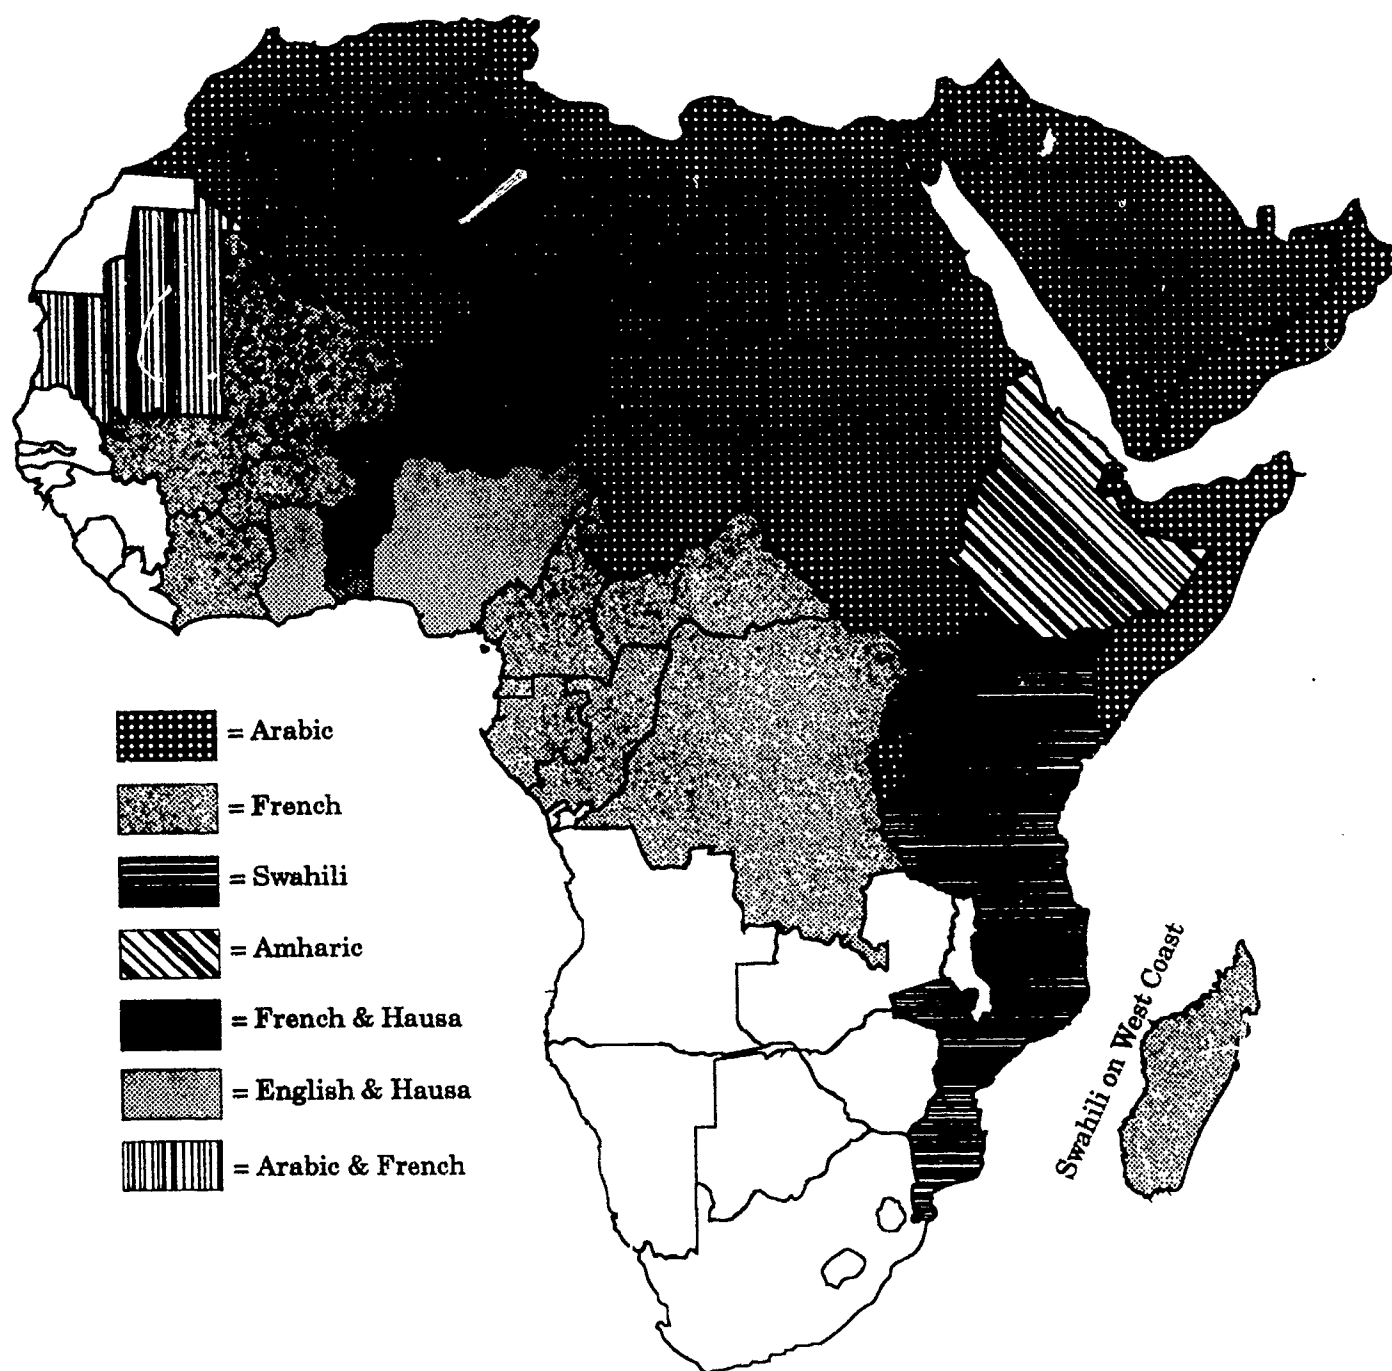 = Arabic
= French
= Swahili
= Amharic
= French & Hausa
= English & Hausa
= Arabic & French
Swahili on West Coast